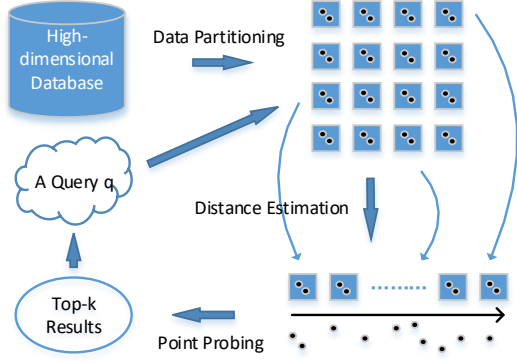 High-
dimensional
Database
Data Partitioning
A Query q
Distance Estimation
Top-k
Results
Point Probing